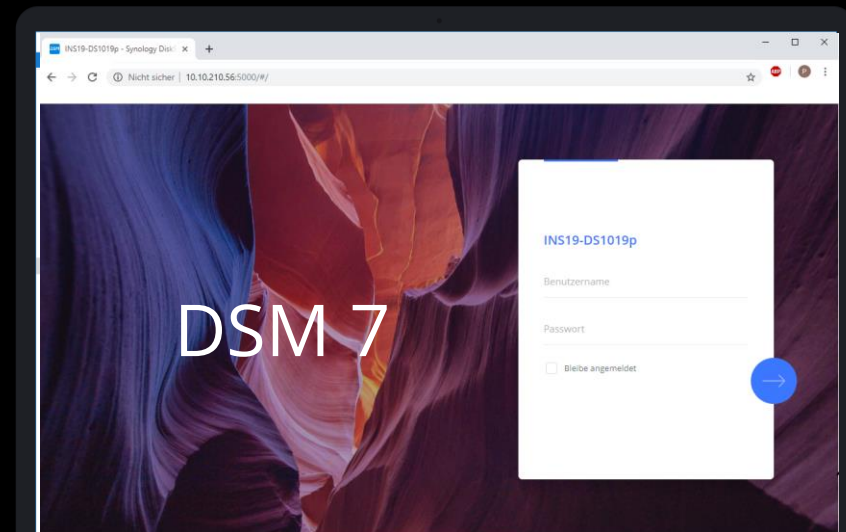 INS19-DS1019p - Synology Disk
Nicht sicher | 10.10.210.56:5000/#/
ABP
P
DSM 7
INS19-DS1019p
Benutzername
Passwort
Bleibe angemeldet